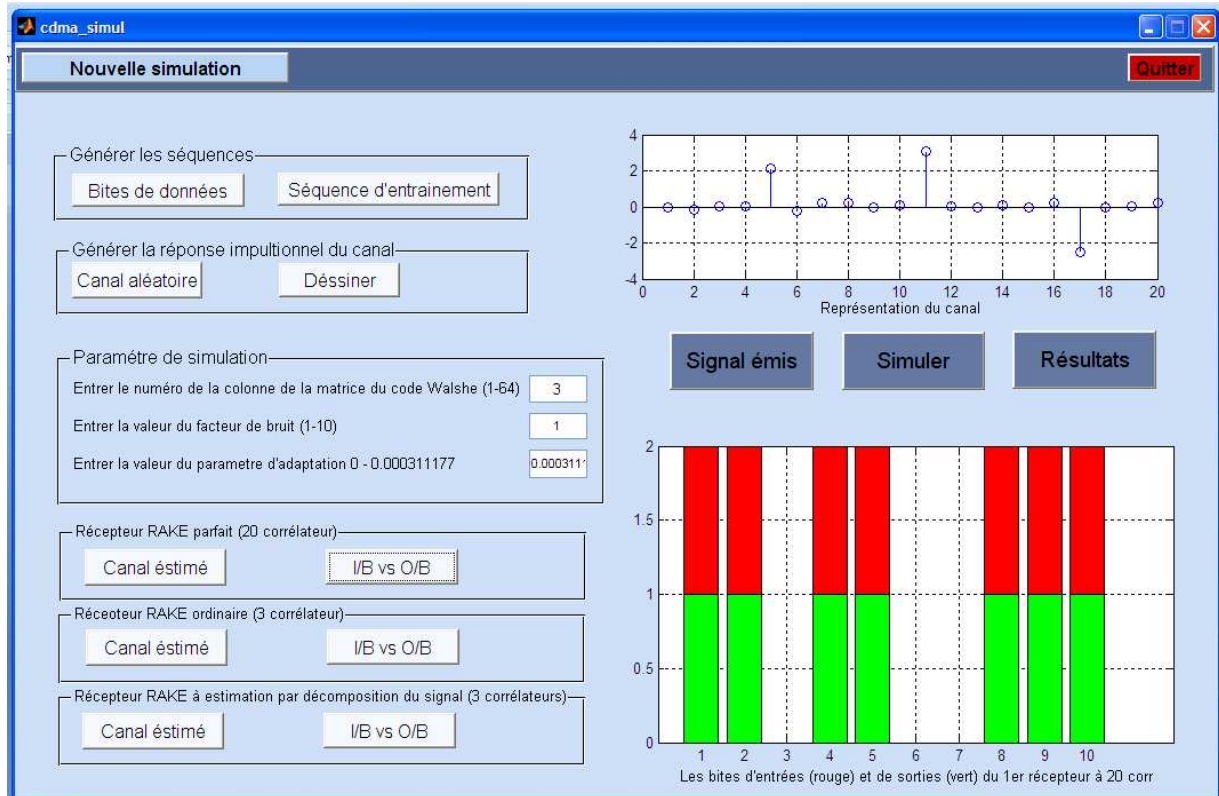 cdma_simul
Nouvelle simulation
Quitter
Générer les séquences
Bites de données
Séquence d'entrainement
Générer la réponse impultionnel du canal
Canal aléatoire
Déssiner
Paramétre de simulation
Entrer le numéro de la colonne de la matrice du code Walshe (1-64)
3
Entrer la valeur du facteur de bruit (1-10)
1
Entrer la valeur du parametre d'adaptation 0 - 0.000311177
0.000311
Récepteur RAKE parfait (20 corrélateur)
Canal éstimé
I/B vs O/B
Réceoteur RAKE ordinaire (3 corrélateur)
Canal éstimé
I/B vs O/B
Récepteur RAKE à estimation par décomposition du signal (3 corrélateurs)
Canal éstimé
I/B vs O/B
4
2
0
-2
-4
0 2 4 6 8 10 12 14 16 18 20
Représentation du canal
Signal émis
Simuler
Résultats
2
1.5
1
0.5
0
1 2 3 4 5 6 7 8 9 10
Les bites d'entrées (rouge) et de sorties (vert) du 1er récepteur à 20 corr